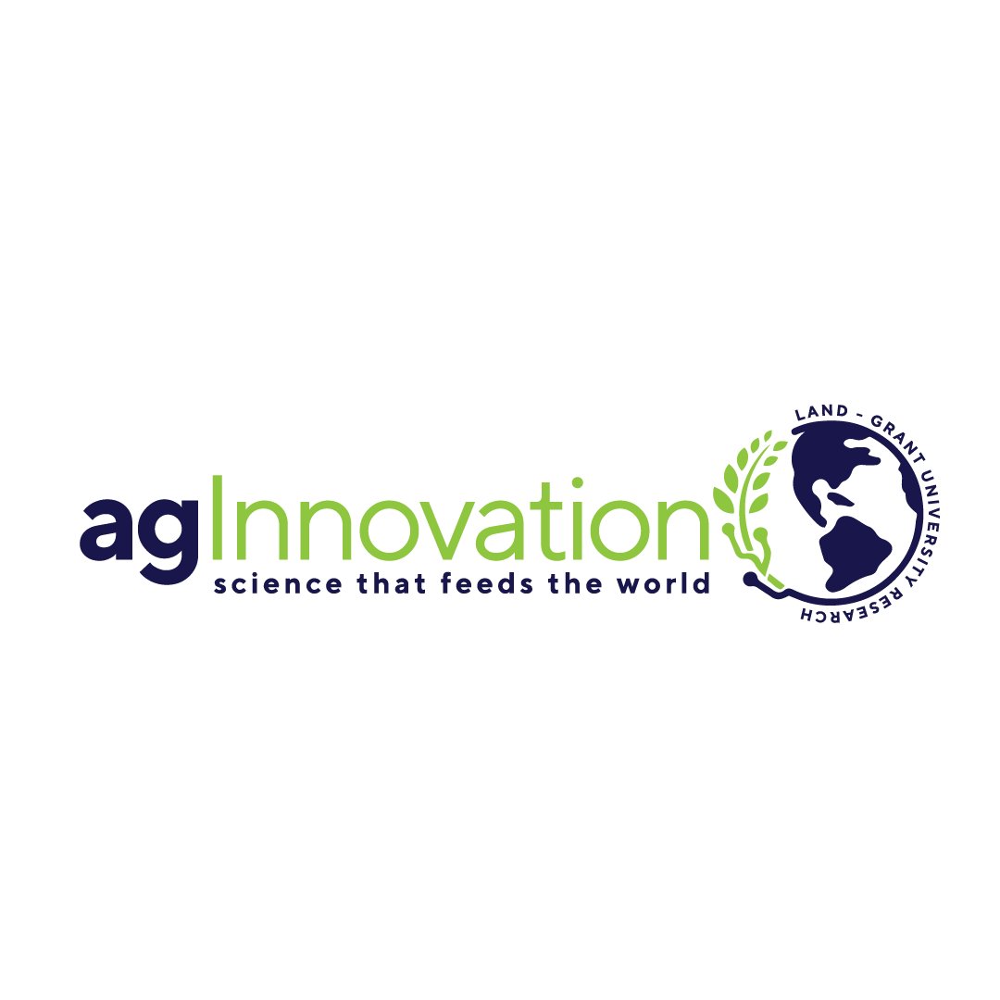 agInnovation
science that feeds the world
LAND - GRANT UNIVERSITY RESEARCH